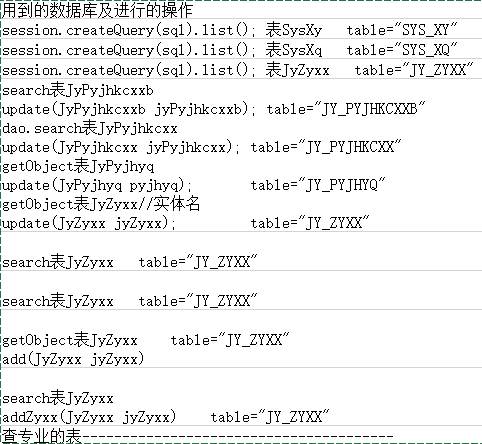 用到的数据库及进行的操作
session.createQuery(sql).list(); 表SysXy table="SYS_XY"
session.createQuery(sql).list(); 表SysXq table="SYS_XQ"
session.createQuery(sql).list(); 表JyZyxx table="JY_ZYXX"
search表JyPyjhkcxxb
update(JyPyjhkcxxb jyPyjhkcxxb); table="JY_PYJHKCXXB"
dao.search表JyPyjhkcxx
update(JyPyjhkcxx jyPyjhkcxx); table="JY_PYJHKCXX"
getObject表JyPyjhyq
update(JyPyjhyq pyjhyq); table="JY_PYJHYQ"
getObject表JyZyxx//实体名
update(JyZyxx jyZyxx); table="JY_ZYXX"
search表JyZyxx table="JY_ZYXX"
search表JyZyxx table="JY_ZYXX"
getObject表JyZyxx table="JY_ZYXX"
add(JyZyxx jyZyxx)
search表JyZyxx
addZyxx(JyZyxx jyZyxx) table="JY_ZYXX"
查专业的表---------------------------------------